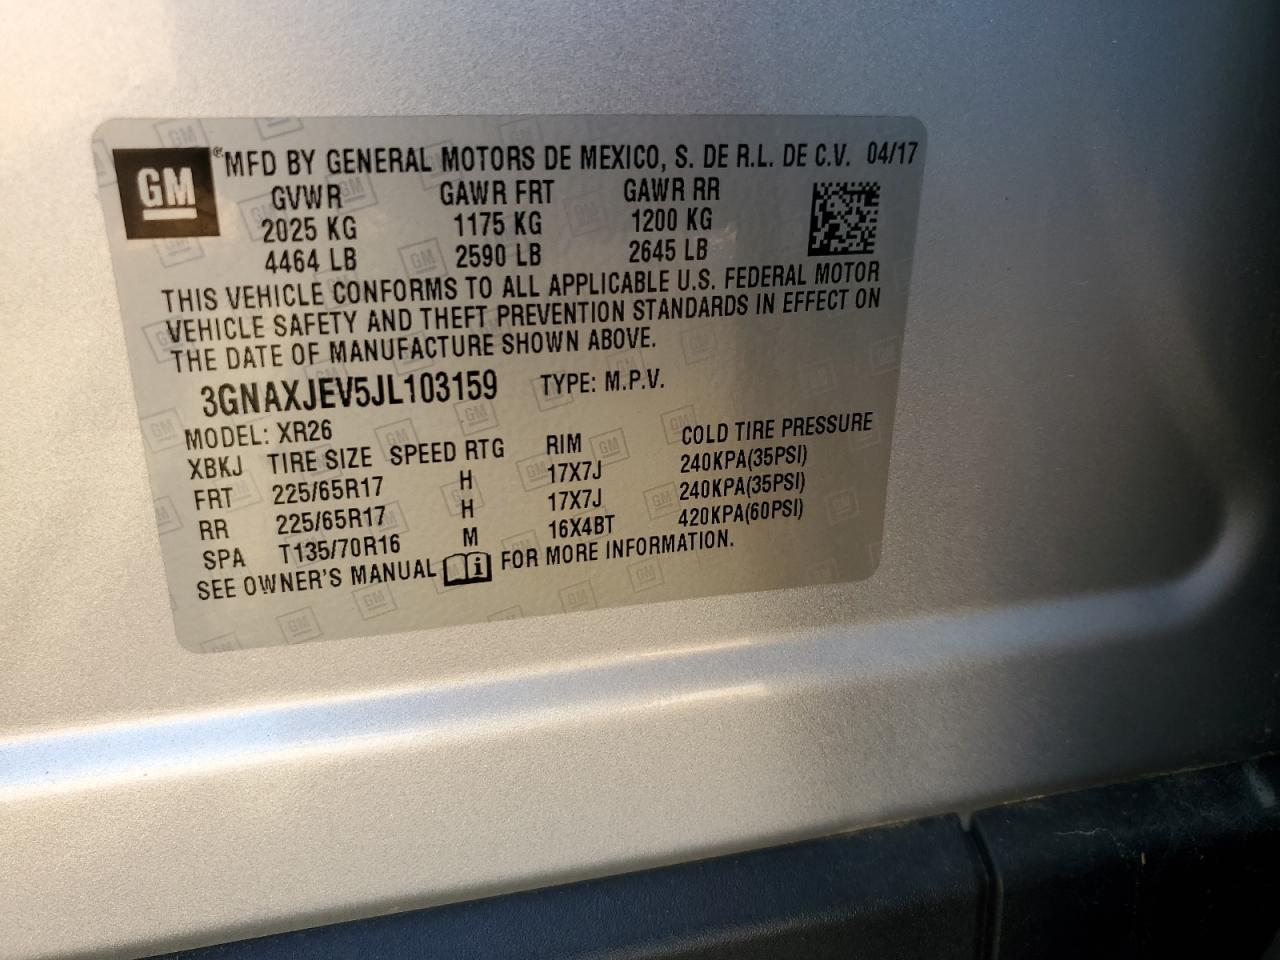 GM
®MFD BY GENERAL MOTORS DE MEXICO, S. DE R.L. DE C.V. 04/17
GVWR GAWR FRT GAWR RR
2025 KG 1175 KG 1200 KG
4464 LB 2590 LB 2645 LB
THIS VEHICLE CONFORMS TO ALL APPLICABLE U.S. FEDERAL MOTOR
VEHICLE SAFETY AND THEFT PREVENTION STANDARDS IN EFFECT ON
THE DATE OF MANUFACTURE SHOWN ABOVE.
3GNAXJEV5JL103159 TYPE: M.P.V.
MODEL: XR26
XBKJ TIRE SIZE SPEED RTG RIM COLD TIRE PRESSURE
FRT 225/65R17 H 17X7J 240KPA(35PSI)
RR 225/65R17 H 17X7J 240KPA(35PSI)
SPA T135/70R16 M 16X4BT 420KPA(60PSI)
SEE OWNER'S MANUAL i FOR MORE INFORMATION.